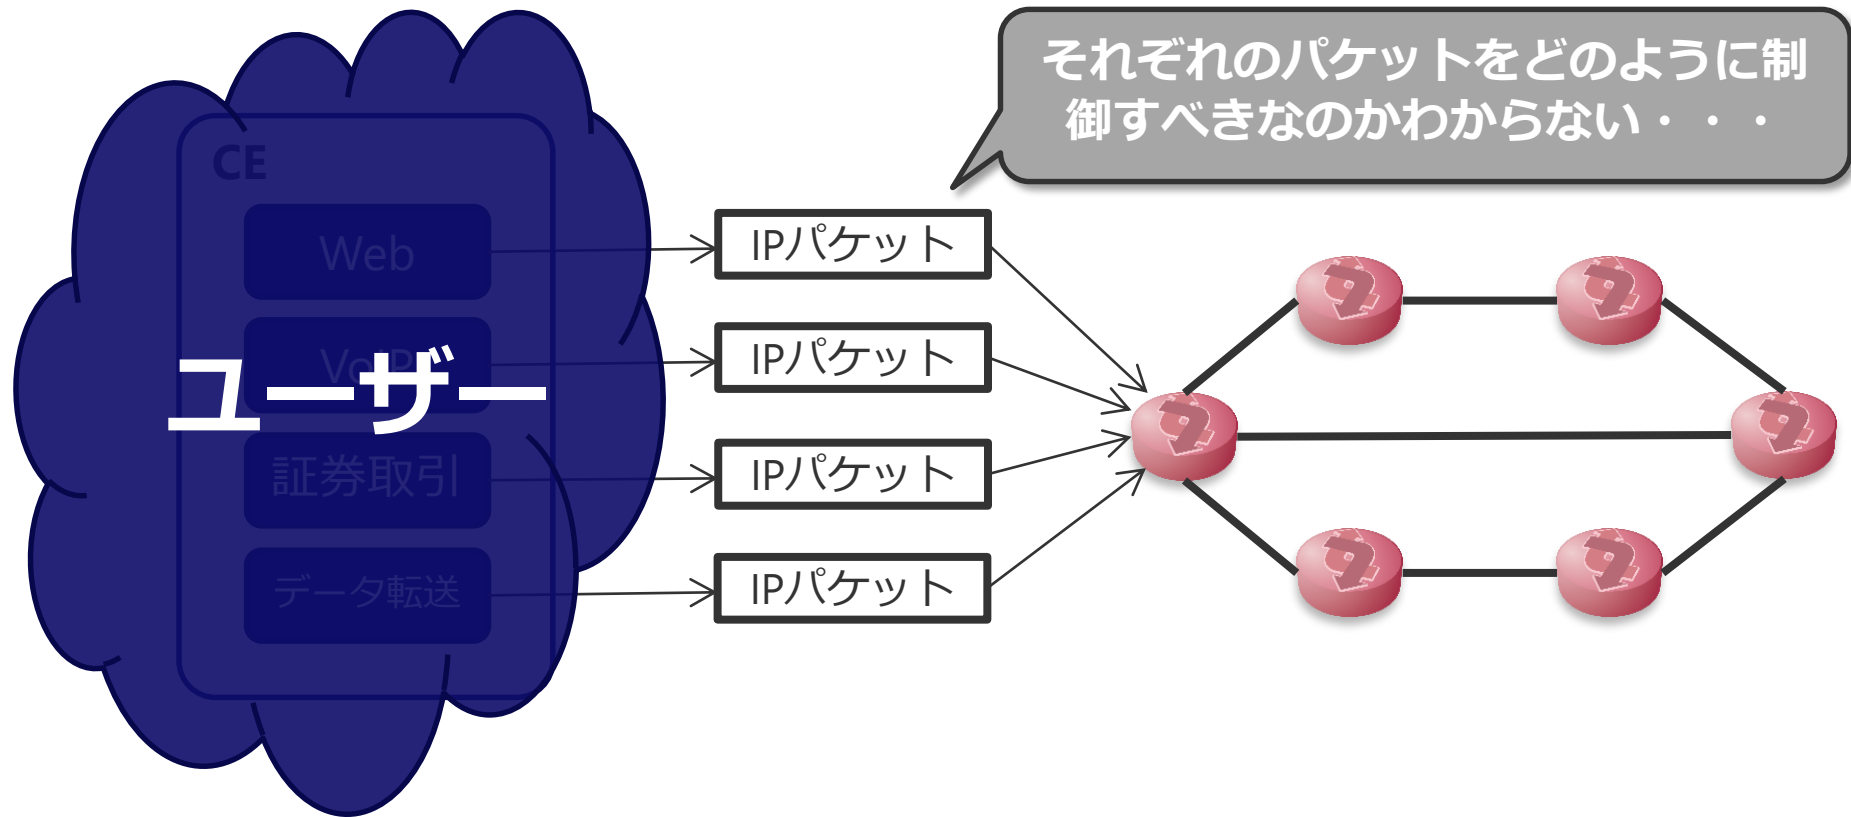 それぞれのパケットをどのように制
御すべきなのかわからない・・・
CE
Web
VoIP
ユーザー
証券取引
データ転送
IPパケット
IPパケット
IPパケット
IPパケット